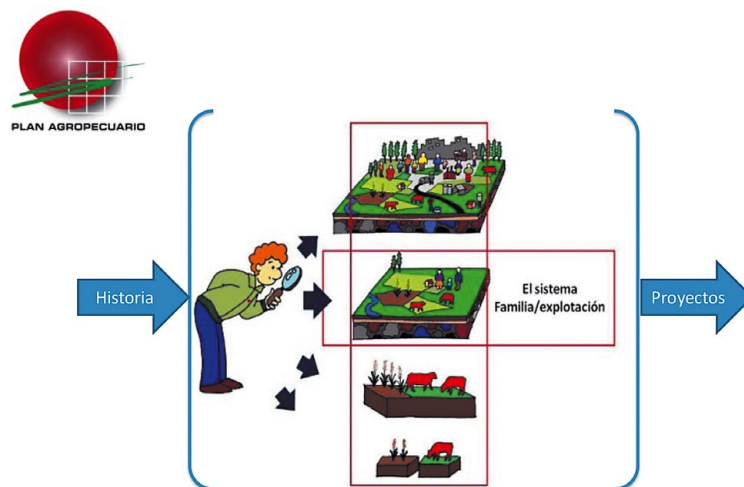 PLAN AGROPECUARIO
Historia
El sistema
Familia/explotación
Proyectos